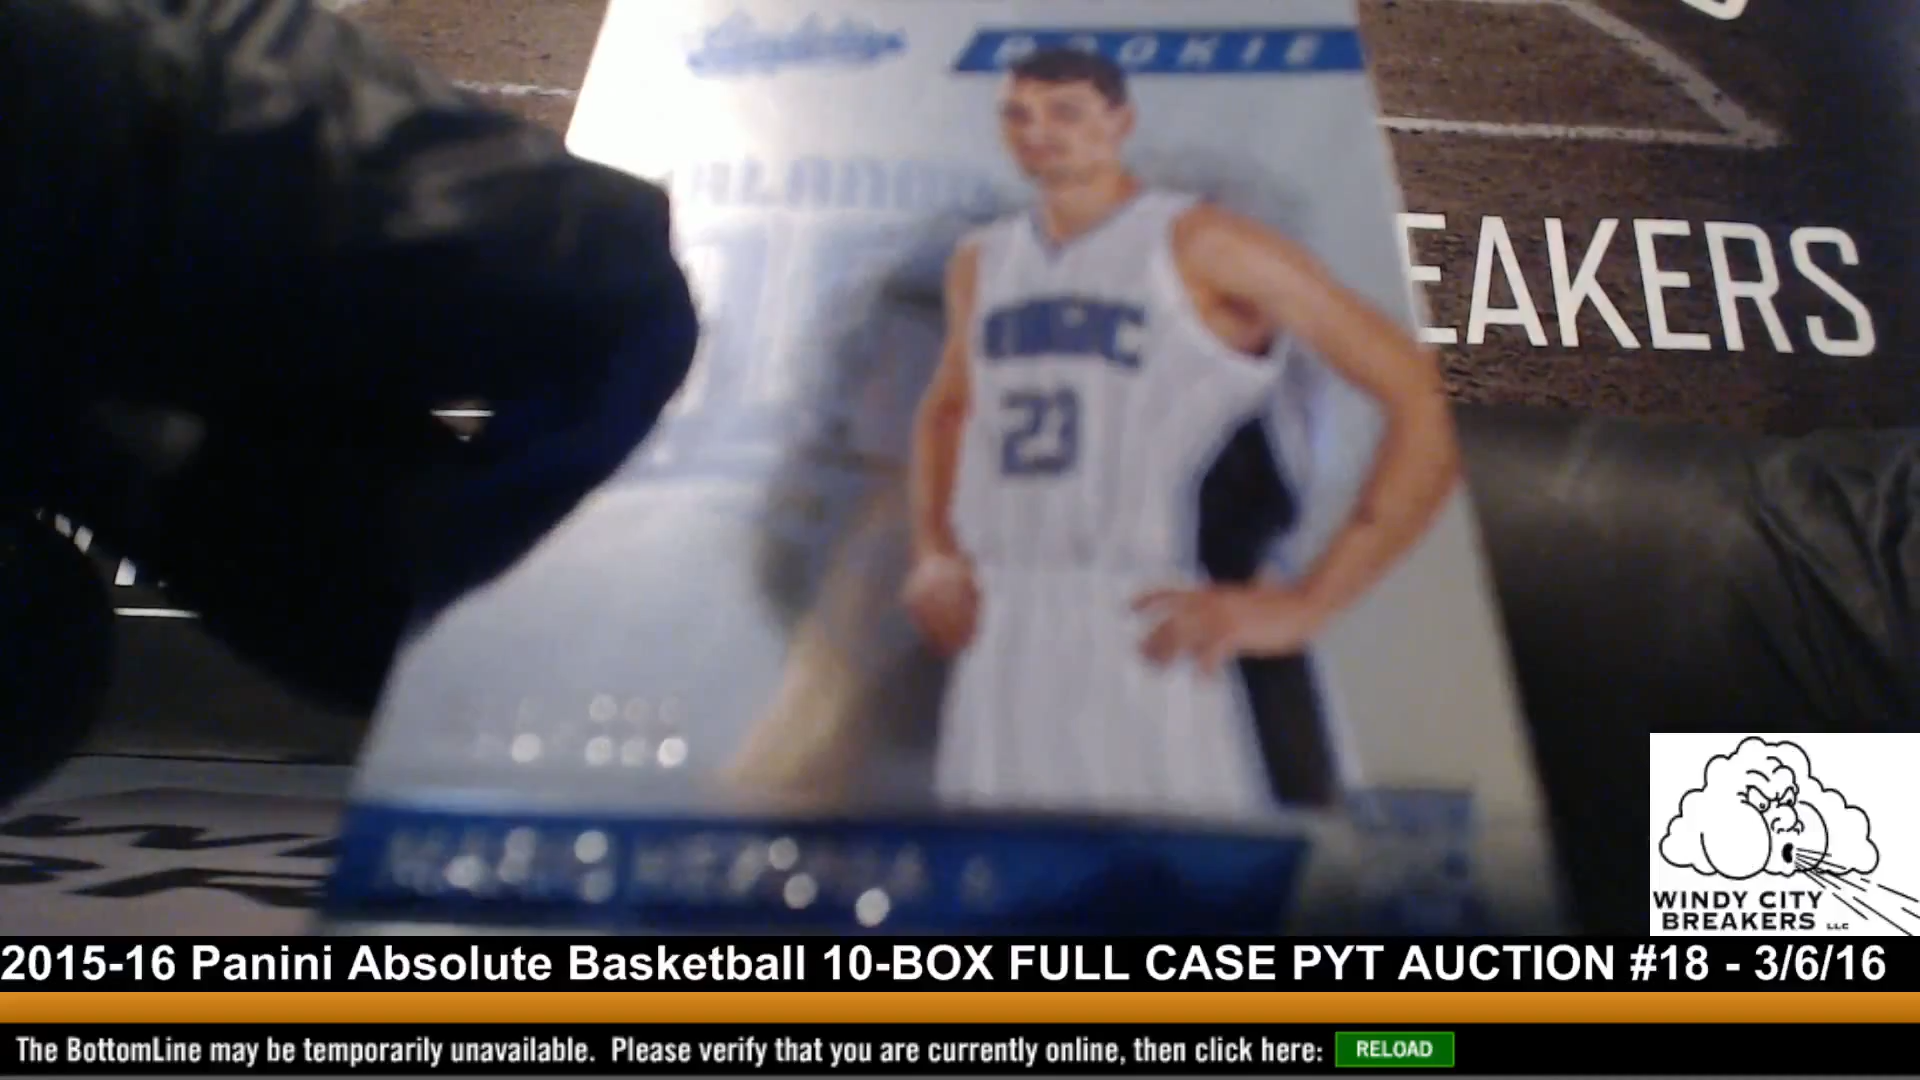 ROOKIE
EAKERS
MAGIC
23
WINDY CITY
BREAKERS LLC
2015-16 Panini Absolute Basketball 10-BOX FULL CASE PYT AUCTION #18 - 3/6/16
The BottomLine may be temporarily unavailable. Please verify that you are currently online, then click here: RELOAD